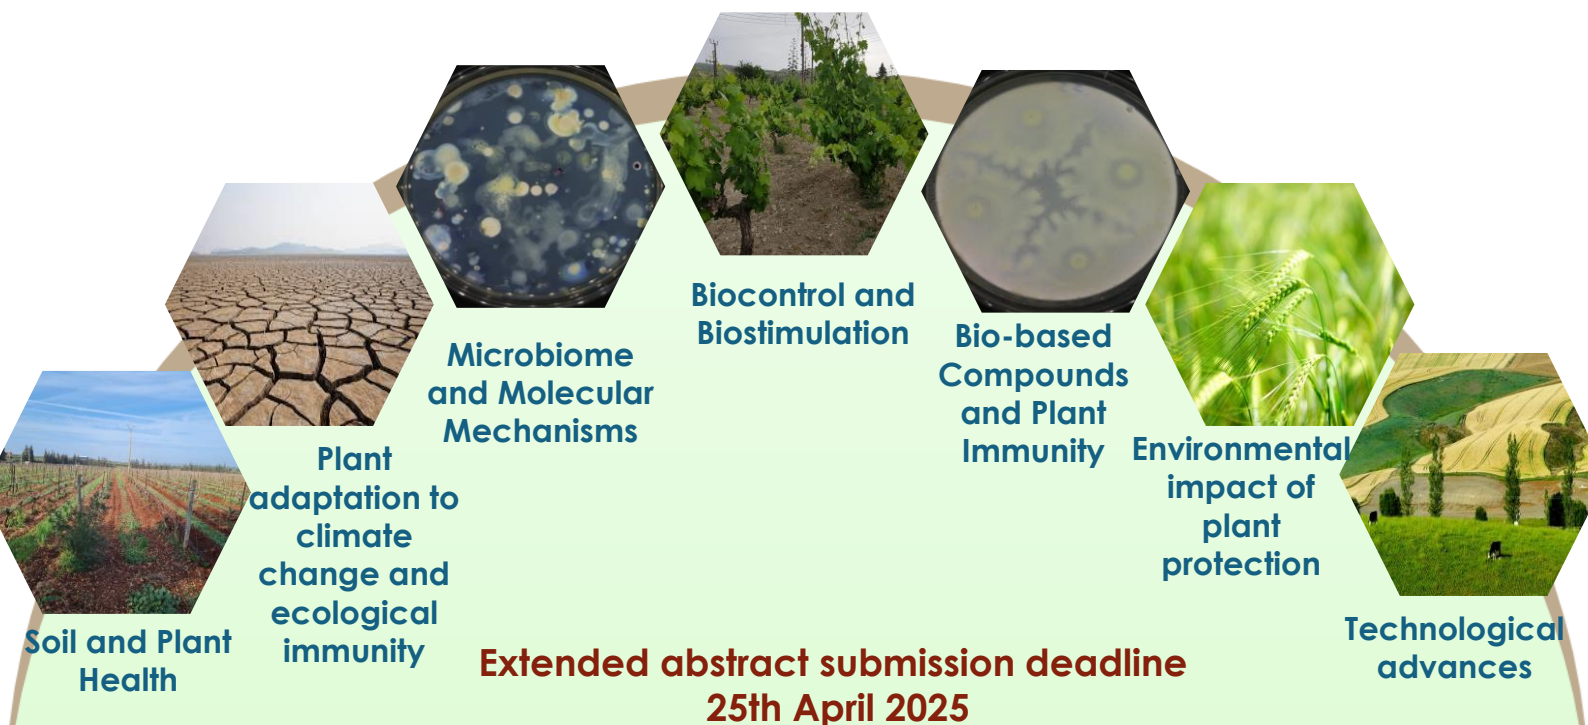 Biocontrol and
Biostimulation
Microbiome
and Molecular
Mechanisms
Bio-based
Compounds
and Plant
Immunity
Plant
adaptation to
climate
change and
ecological
immunity
Environmental
impact of
plant
protection
Soil and Plant
Health
Technological
advances
Extended abstract submission deadline
25th April 2025